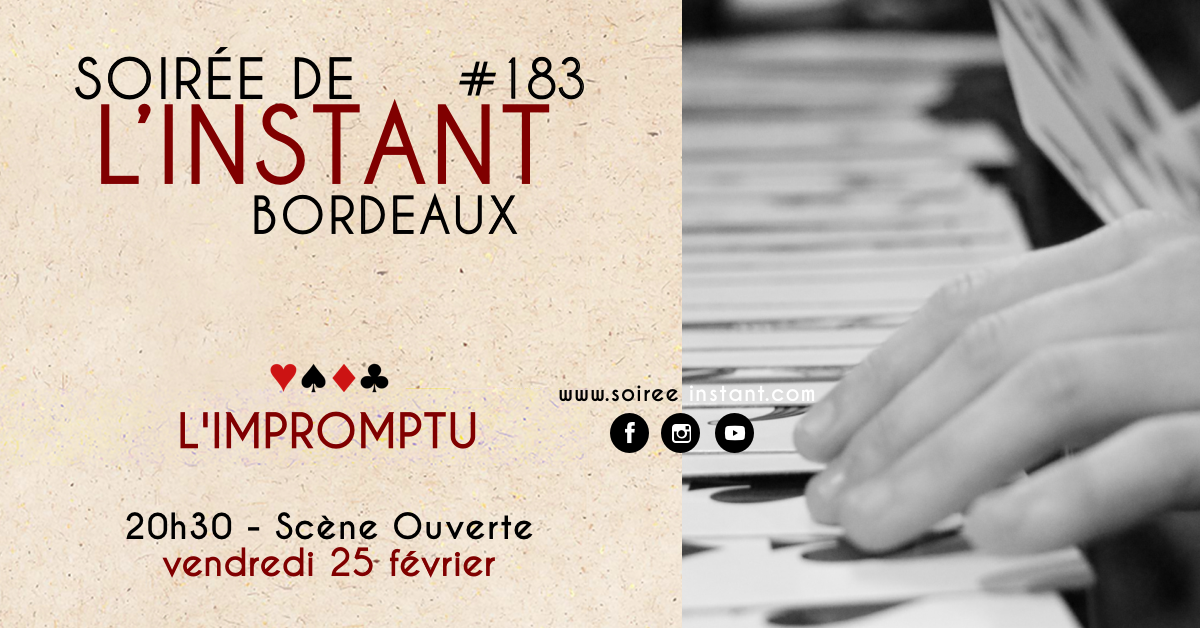 SOIRÉE DE #183
L'INSTANT
BORDEAUX
L'IMPROMPTU
www.soiree-instant.com
20h30 - Scène Ouverte
vendredi 25 février